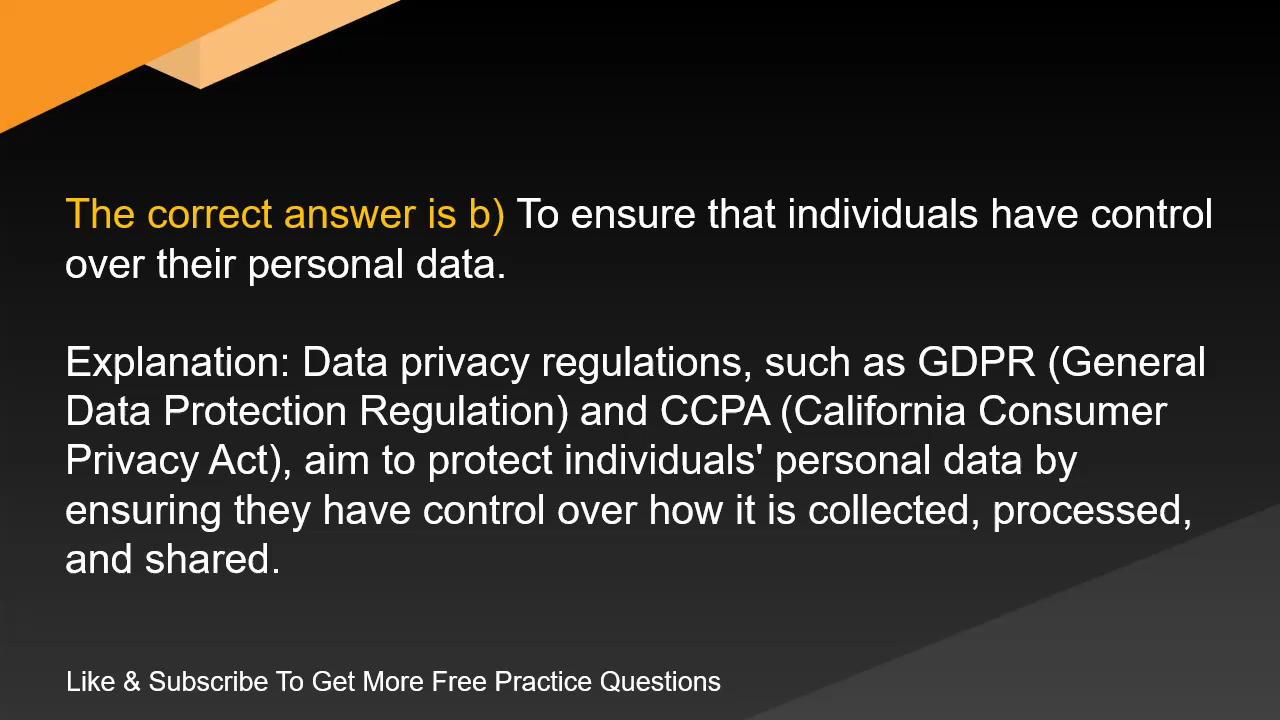 The correct answer is b) To ensure that individuals have control
over their personal data.
Explanation: Data privacy regulations, such as GDPR (General
Data Protection Regulation) and CCPA (California Consumer
Privacy Act), aim to protect individuals' personal data by
ensuring they have control over how it is collected, processed,
and shared.
Like & Subscribe To Get More Free Practice Questions